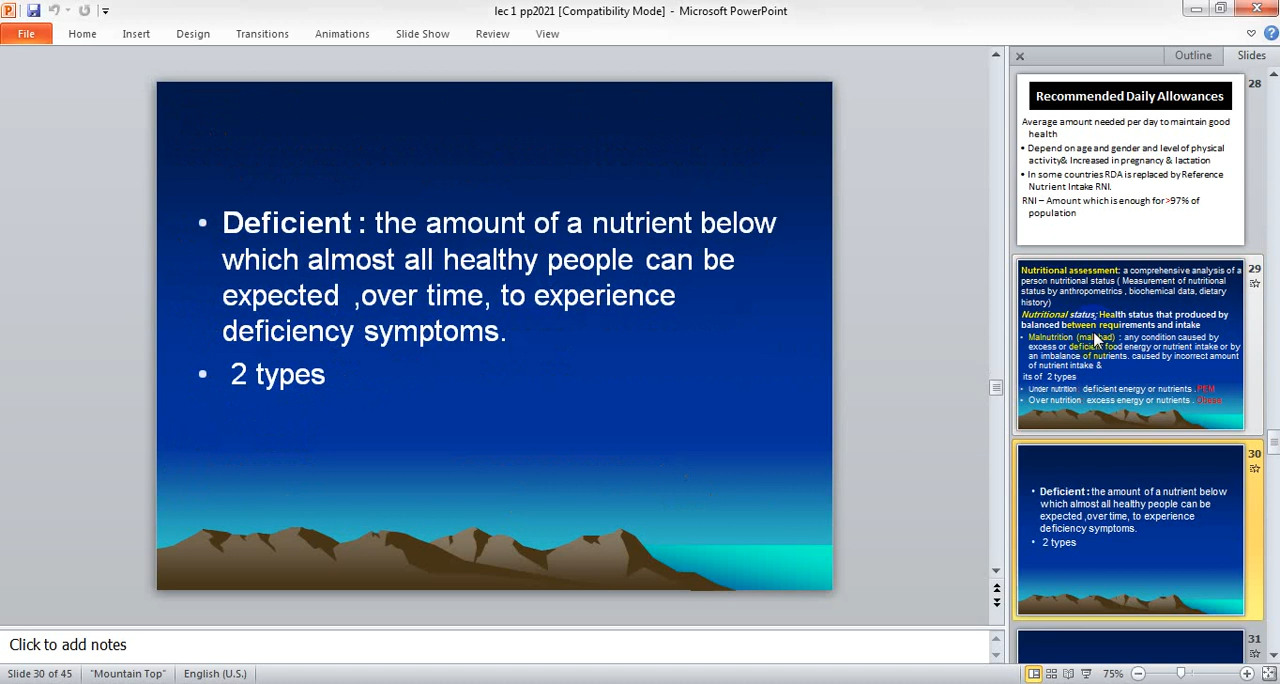 lec 1 pp2021 [Compatibility Mode] - Microsoft PowerPoint
File Home Insert Design Transitions Animations Slide Show Review View
• Deficient : the amount of a nutrient below
which almost all healthy people can be
expected ,over time, to experience
deficiency symptoms.
• 2 types
Click to add notes
Outline Slides
28
Recommended Daily Allowances
Average amount needed per day to maintain good
health
• Depend on age and gender and level of physical
activity& Increased in pregnancy & lactation
• In some countries RDA is replaced by Reference
Nutrient Intake RNI.
RNI – Amount which is enough for>97% of
population
29
Nutritional assessment: a comprehensive analysis of a
person nutritional status ( Measurement of nutritional
status by anthropometrics , biochemical data, dietary
history)
Nutritional status; Health status that produced by
balanced between requirements and intake
• Malnutrition (mal: bad) : any condition caused by
excess or deficient food energy or nutrient intake or by
an imbalance of nutrients. caused by incorrect amount
of nutrient intake &
its of 2 types
• Under nutrition : deficient energy or nutrients .PEM
• Over nutrition : excess energy or nutrients . Obese
30
• Deficient : the amount of a nutrient below
which almost all healthy people can be
expected ,over time, to experience
deficiency symptoms.
• 2 types
31
Slide 30 of 45 "Mountain Top" English (U.S.) 75%